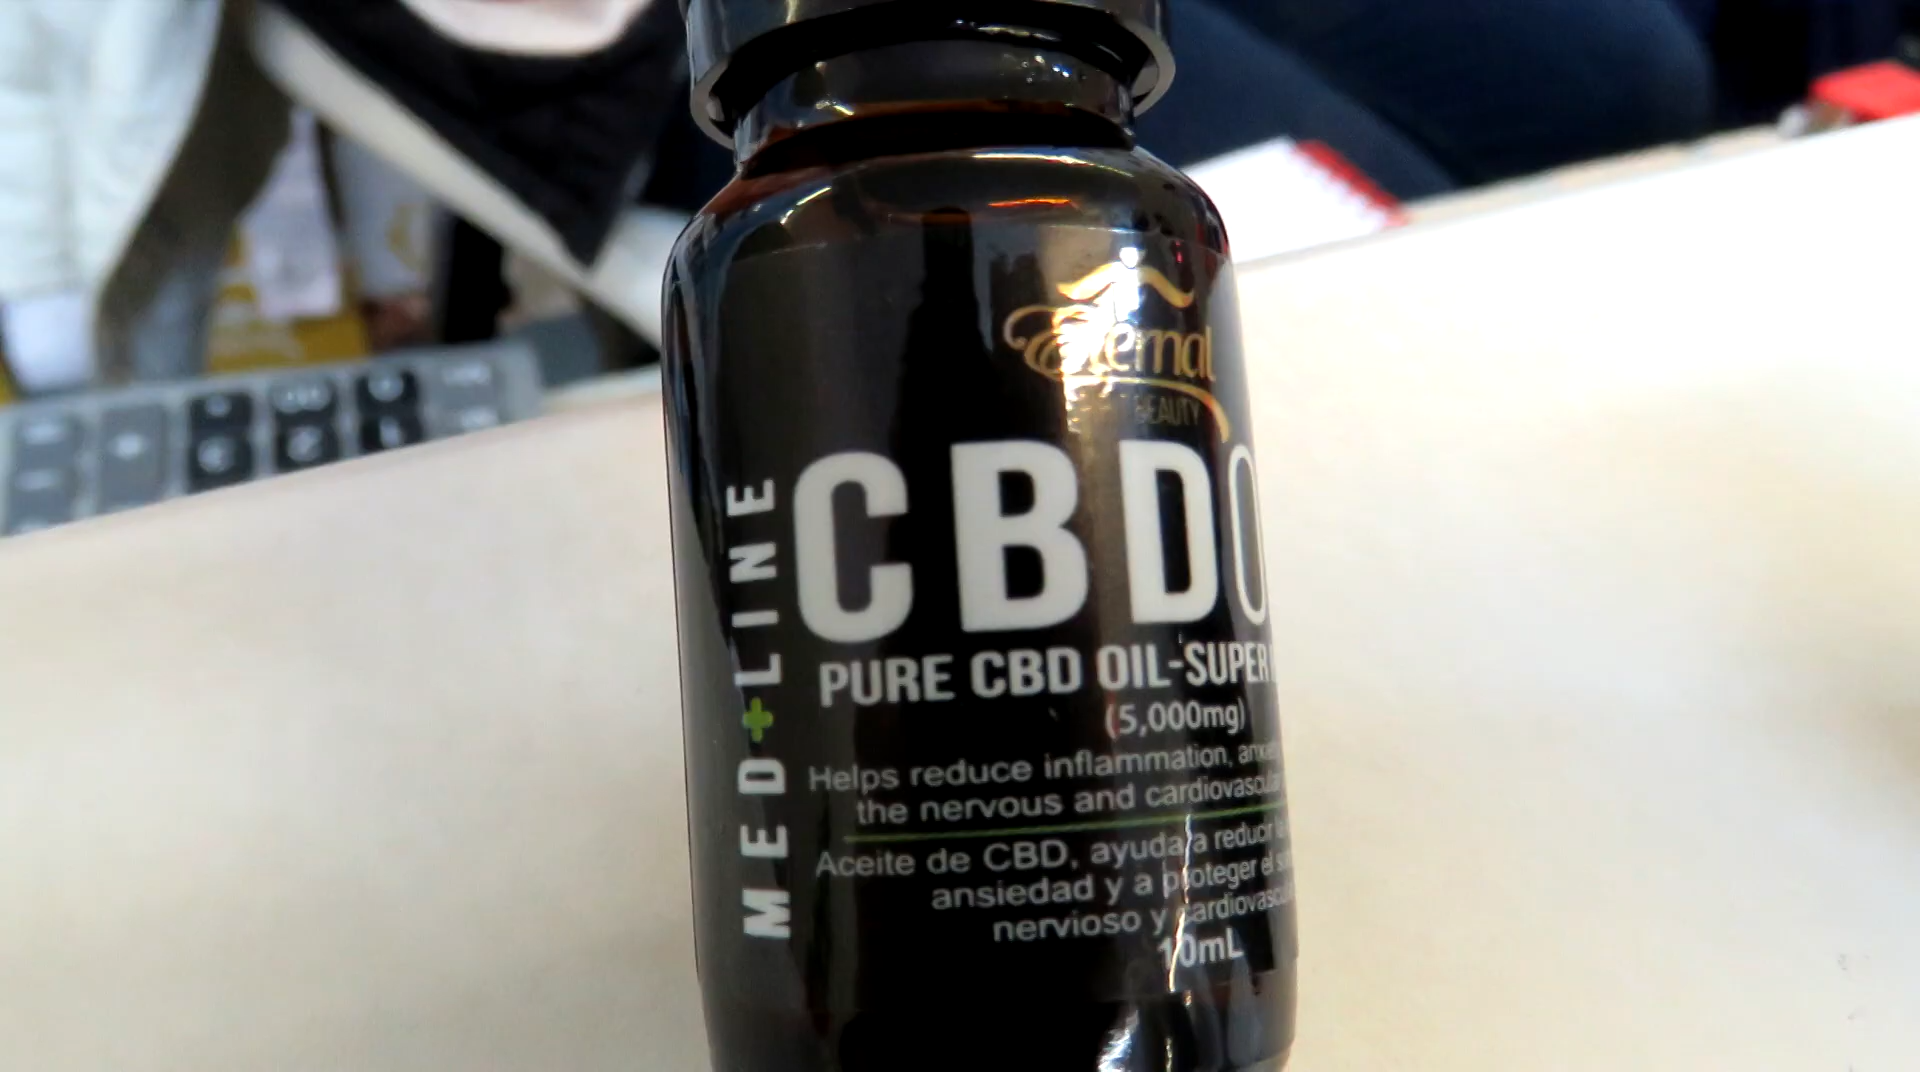 Eternal
BEAUTY
CBD
MED+LINE
PURE CBD OIL-SUPER
(5,000mg)
Helps reduce inflammation,
the nervous and
Aceite de CBD, ayuda a reducir
ansiedad y a proteger el
nervioso y
10mL